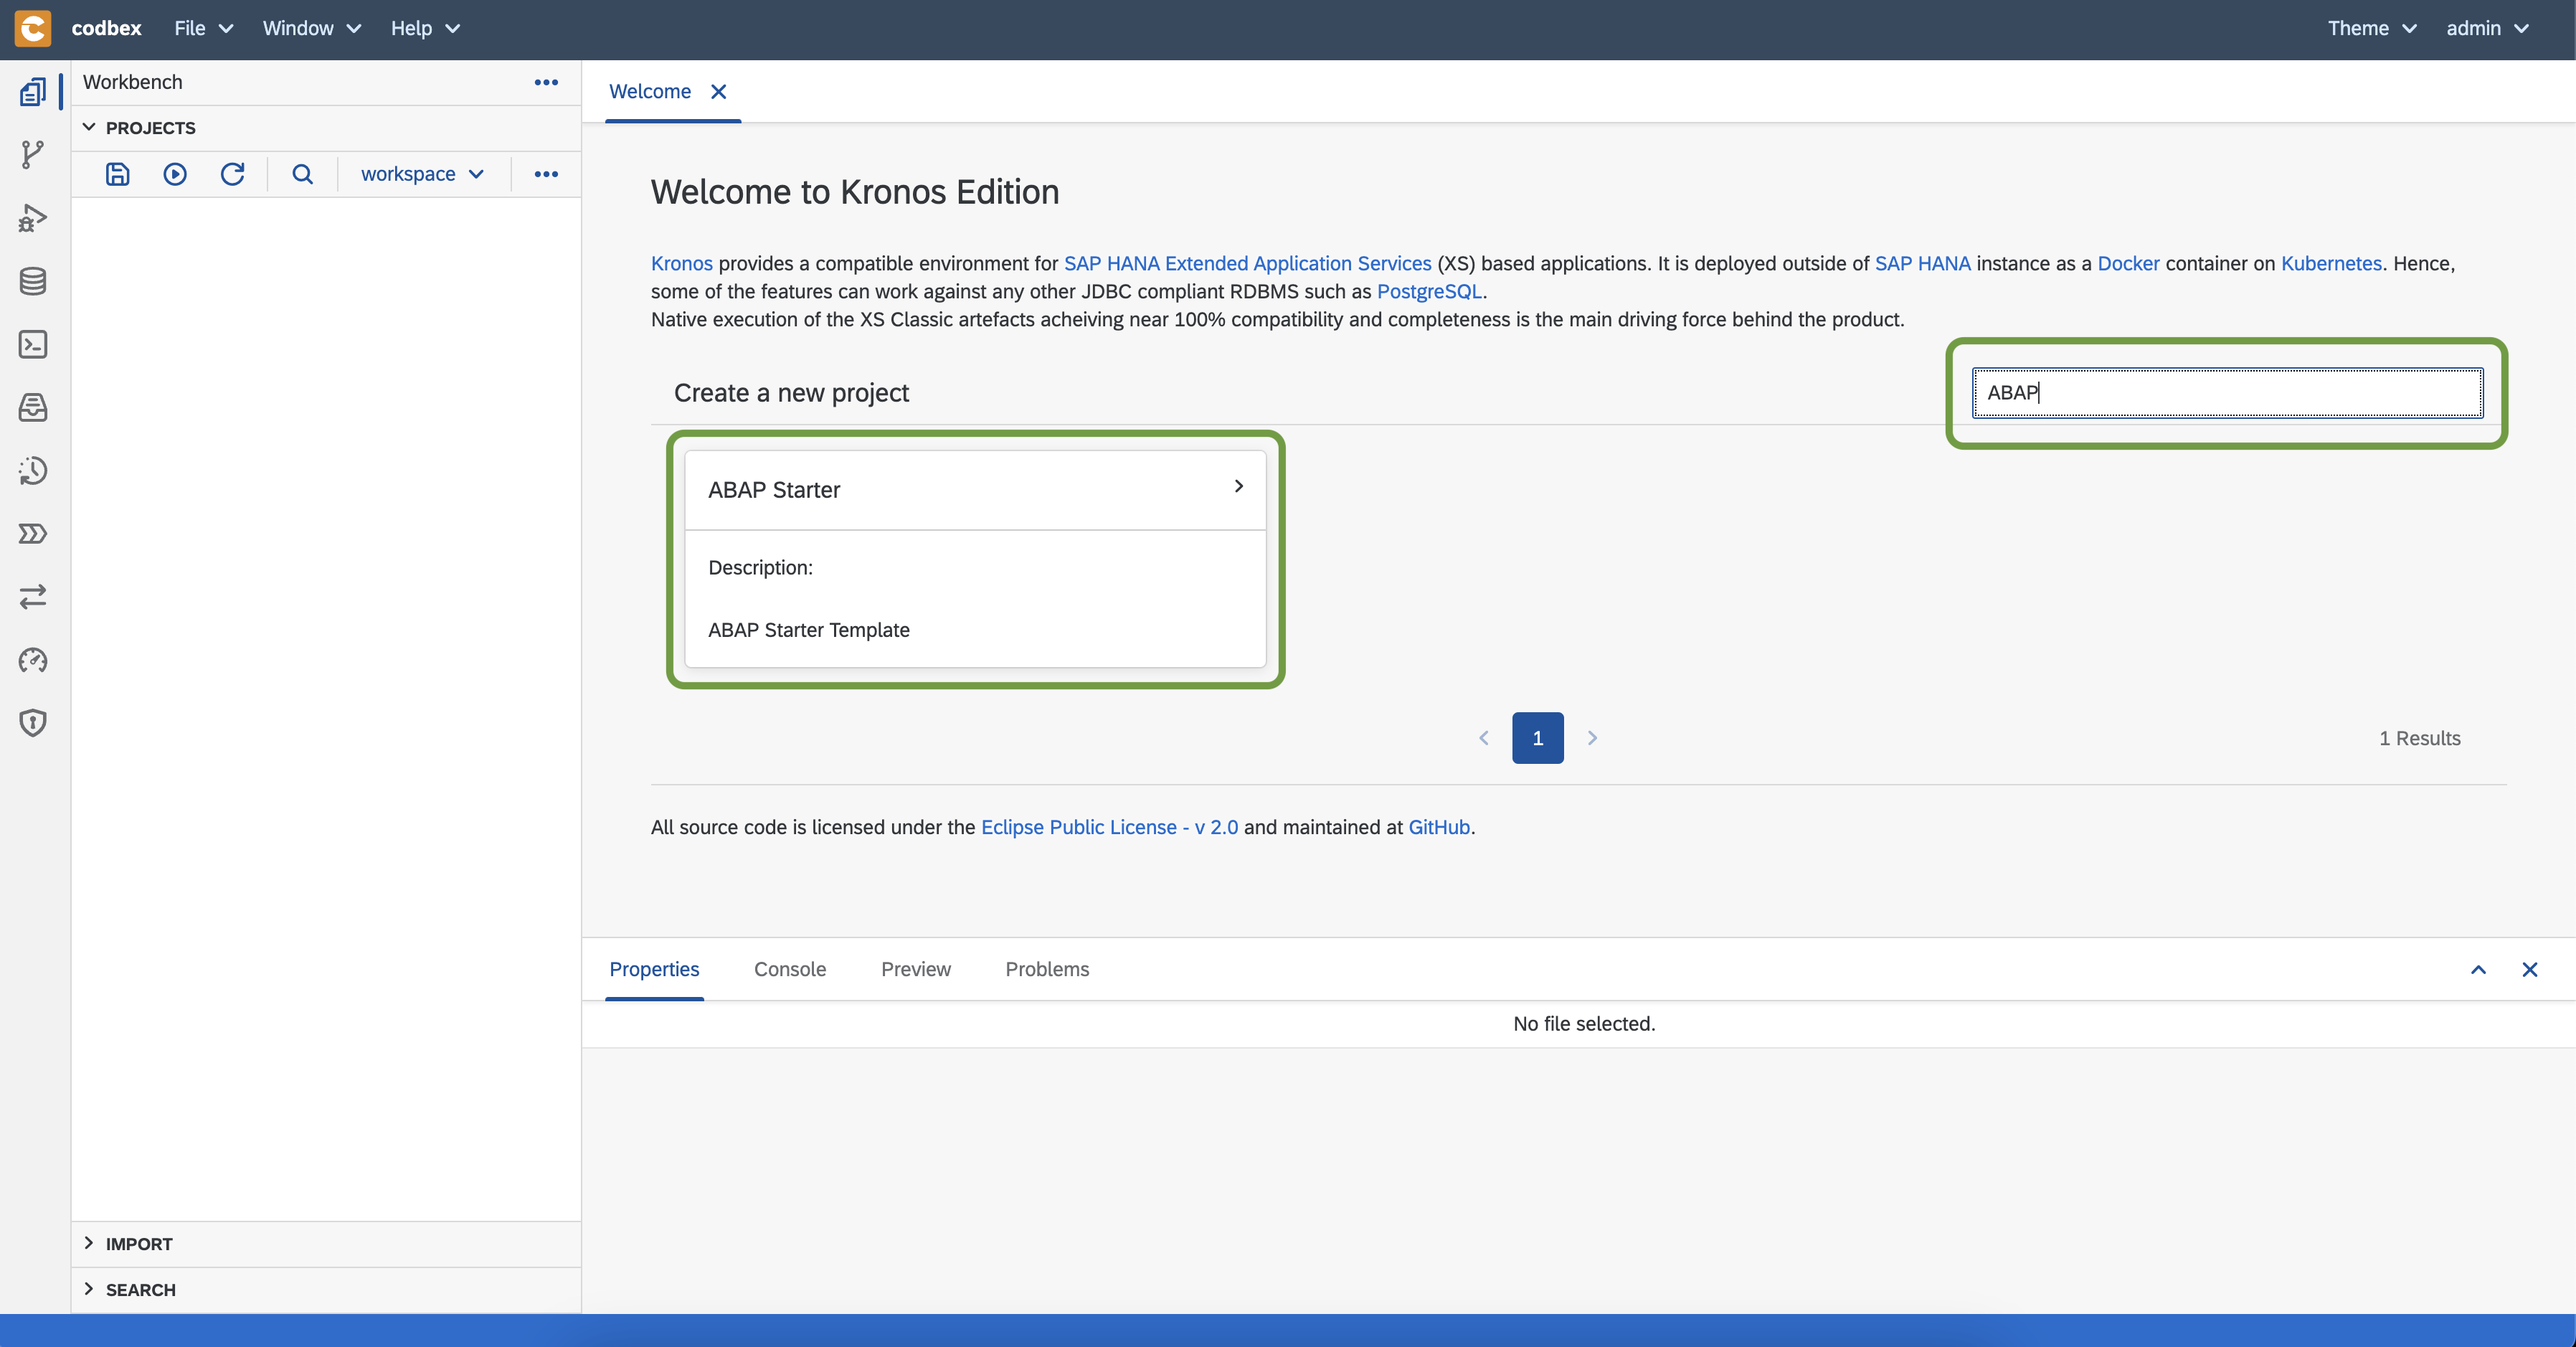 codbex File Window Help Theme admin
Workbench
PROJECTS
workspace
Welcome
Welcome to Kronos Edition
Kronos provides a compatible environment for SAP HANA Extended Application Services (XS) based applications. It is deployed outside of SAP HANA instance as a Docker container on Kubernetes. Hence,
some of the features can work against any other JDBC compliant RDBMS such as PostgreSQL.
Native execution of the XS Classic artefacts acheiving near 100% compatibility and completeness is the main driving force behind the product.
Create a new project
ABAP
ABAP Starter
Description:
ABAP Starter Template
1
1 Results
All source code is licensed under the Eclipse Public License - v 2.0 and maintained at GitHub.
Properties Console Preview Problems
No file selected.
IMPORT
SEARCH